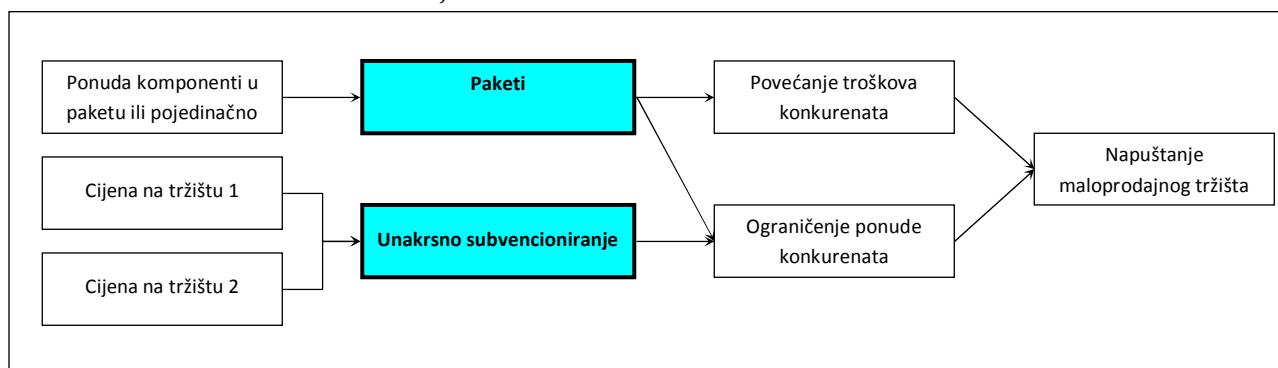 Ponuda komponenti u
paketu ili pojedinačno
Paketi
Povećanje troškova
konkurenata
Cijena na tržištu 1
Napuštanje
maloprodajnog tržišta
Unakrsno subvencioniranje
Ograničenje ponude
konkurenata
Cijena na tržištu 2